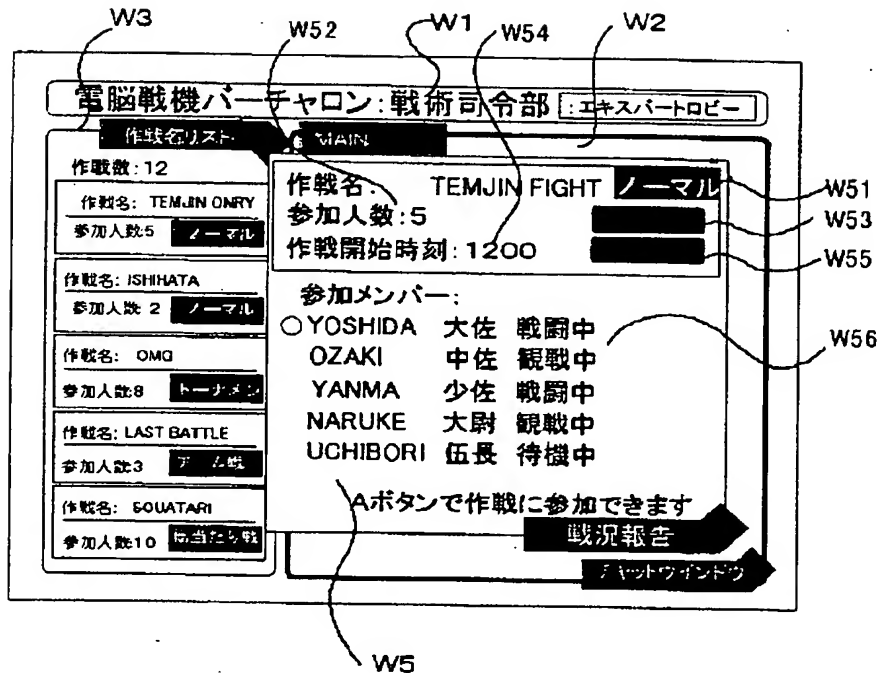 W3
W52
W1
W54
W2
電脳戦機バーチャロン:戦術司令部 :エキスパートロビー
作戦名リスト
MAIN
作戦数:12
作戦名: TEMJIN ONRY
参加人数:5 ノーマル
作戦名: ISHIHATA
参加人数: 2 ノーマル
作戦名: OMG
参加人数:8 トーナメン
作戦名: LAST BATTLE
参加人数:3 チーム戦
作戦名: SOUATARI
参加人数:10 総当たり戦
作戦名: TEMJIN FIGHT ノーマル
参加人数:5
作戦開始時刻:1200
W51
W53
W55
参加メンバー:
○YOSHIDA 大佐 戦闘中
OZAKI 中佐 観戦中
YANMA 少佐 戦闘中
NARUKE 大尉 観戦中
UCHIBORI 伍長 待機中
W56
Aボタンで作戦に参加できます
戦況報告
チャットウインドウ
W5